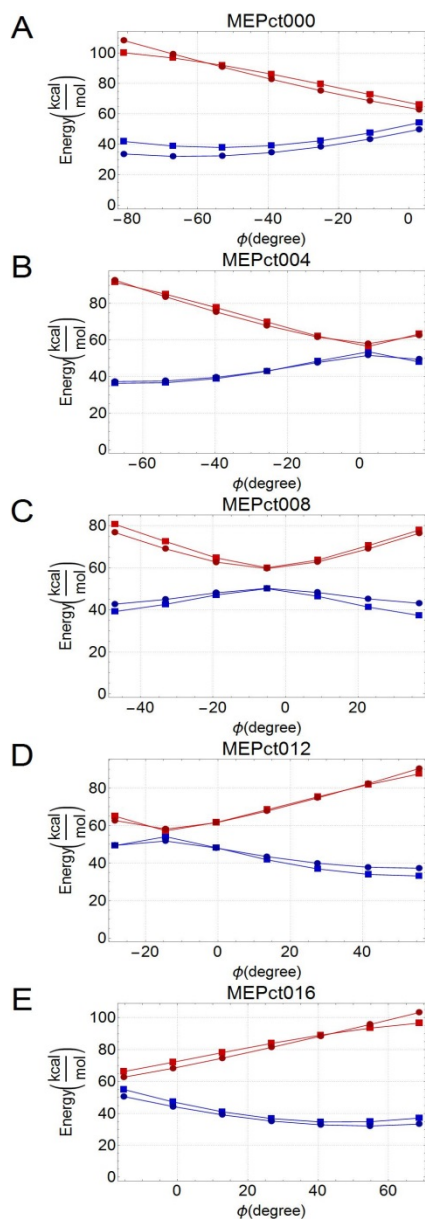 A
MEPct000
Energy(kcal/mol)
100
80
60
40
20
0
−80 −60 −40 −20 0
ϕ(degree)
B
MEPct004
Energy(kcal/mol)
80
60
40
20
0
−60 −40 −20 0
ϕ(degree)
C
MEPct008
Energy(kcal/mol)
80
60
40
20
0
−40 −20 0 20
ϕ(degree)
D
MEPct012
Energy(kcal/mol)
80
60
40
20
0
−20 0 20 40
ϕ(degree)
E
MEPct016
Energy(kcal/mol)
100
80
60
40
20
0
0 20 40 60
ϕ(degree)